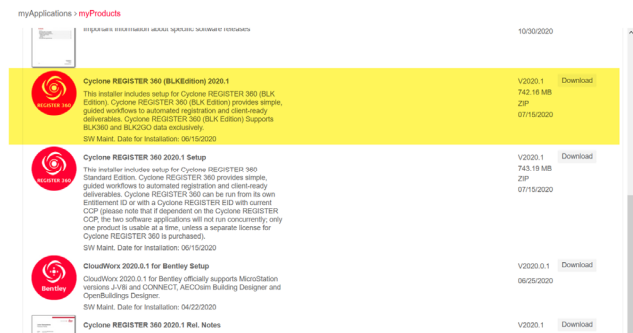 myApplications > myProducts
Important information about specific software releases
10/30/2020
REGISTER 360
Cyclone REGISTER 360 (BLKEdition) 2020.1
This installer includes setup for Cyclone REGISTER 360 (BLK
Edition). Cyclone REGISTER 360 (BLK Edition) provides simple,
guided workflows to automated registration and client-ready
deliverables. Cyclone REGISTER 360 (BLK Edition) Supports
BLK360 and BLK2GO data exclusively.
SW Maint. Date for Installation: 06/15/2020
V2020.1
742.16 MB
ZIP
07/15/2020
Download
REGISTER 360
Cyclone REGISTER 360 2020.1 Setup
This installer includes setup for Cyclone REGISTER 360
Standard Edition. Cyclone REGISTER 360 provides simple,
guided workflows to automated registration and client-ready
deliverables. Cyclone REGISTER 360 can be run from its own
Entitlement ID or with a Cyclone REGISTER EID with current
CCP (please note that if dependent on the Cyclone REGISTER
CCP, the two software applications will not run concurrently; only
one product is usable at a time, unless a separate license for
Cyclone REGISTER 360 is purchased).
SW Maint. Date for Installation: 06/15/2020
V2020.1
743.19 MB
ZIP
07/15/2020
Download
Bentley
CloudWorx 2020.0.1 for Bentley Setup
CloudWorx 2020.0.1 for Bentley officially supports MicroStation
versions J-V8i and CONNECT, AECOsim Building Designer and
OpenBuildings Designer.
SW Maint. Date for Installation: 04/22/2020
V2020.0.1
06/25/2020
Download
Cyclone REGISTER 360 2020.1 Rel. Notes
V2020.1
Download